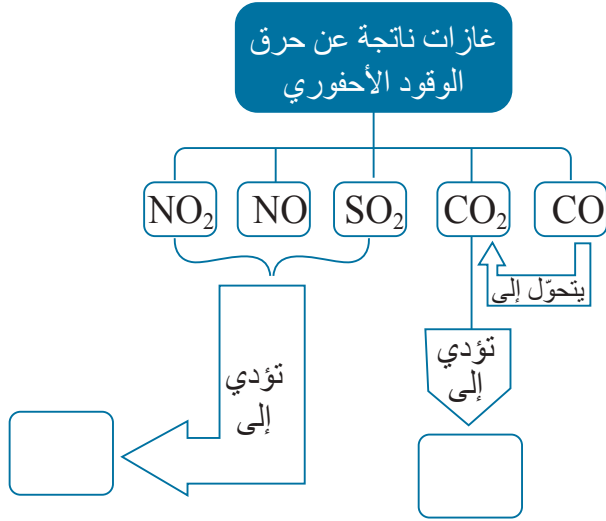 غازات ناتجة عن حرق
الوقود الأحفوري
CO
CO₂
SO₂
NO
NO₂
يتحوّل إلى
تؤدي
إلى
تؤدي
إلى